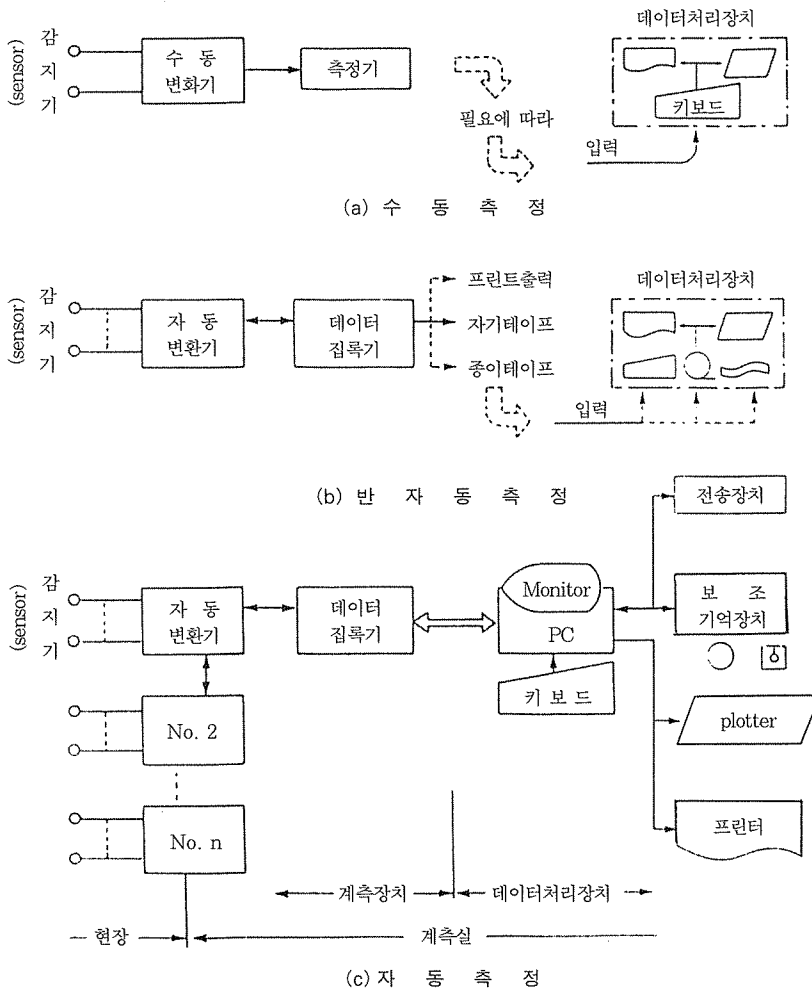 데이터처리장치
감
지
기
(sensor)
수 동
변화기
측정기
필요에 따라
키보드
입력
(a) 수 동 측 정
감
지
기
(sensor)
자 동
변환기
데이터
집록기
프린트출력
자기테이프
종이테이프
데이터처리장치
입력
(b) 반 자 동 측 정
감
지
기
(sensor)
자 동
변환기
데이터
집록기
Monitor
PC
키 보 드
전송장치
보 조
기억장치
No. 2
plotter
No. n
프린터
계측장치
데이터처리장치
현장
계측실
(c) 자 동 측 정